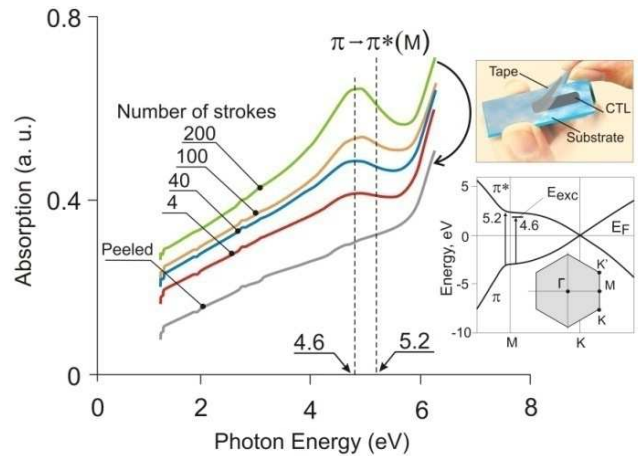 0.8
0.4
0
Absorption (a. u.)
π→π*(M)
Number of strokes
200
100
40
4
Peeled
4.6
5.2
0
2
4
6
8
Photon Energy (eV)
Tape
CTL
Substrate
5
0
-5
-10
Energy, eV
π*
E_exc
5.2
4.6
E_F
π
Γ
K'
M
K
M
K